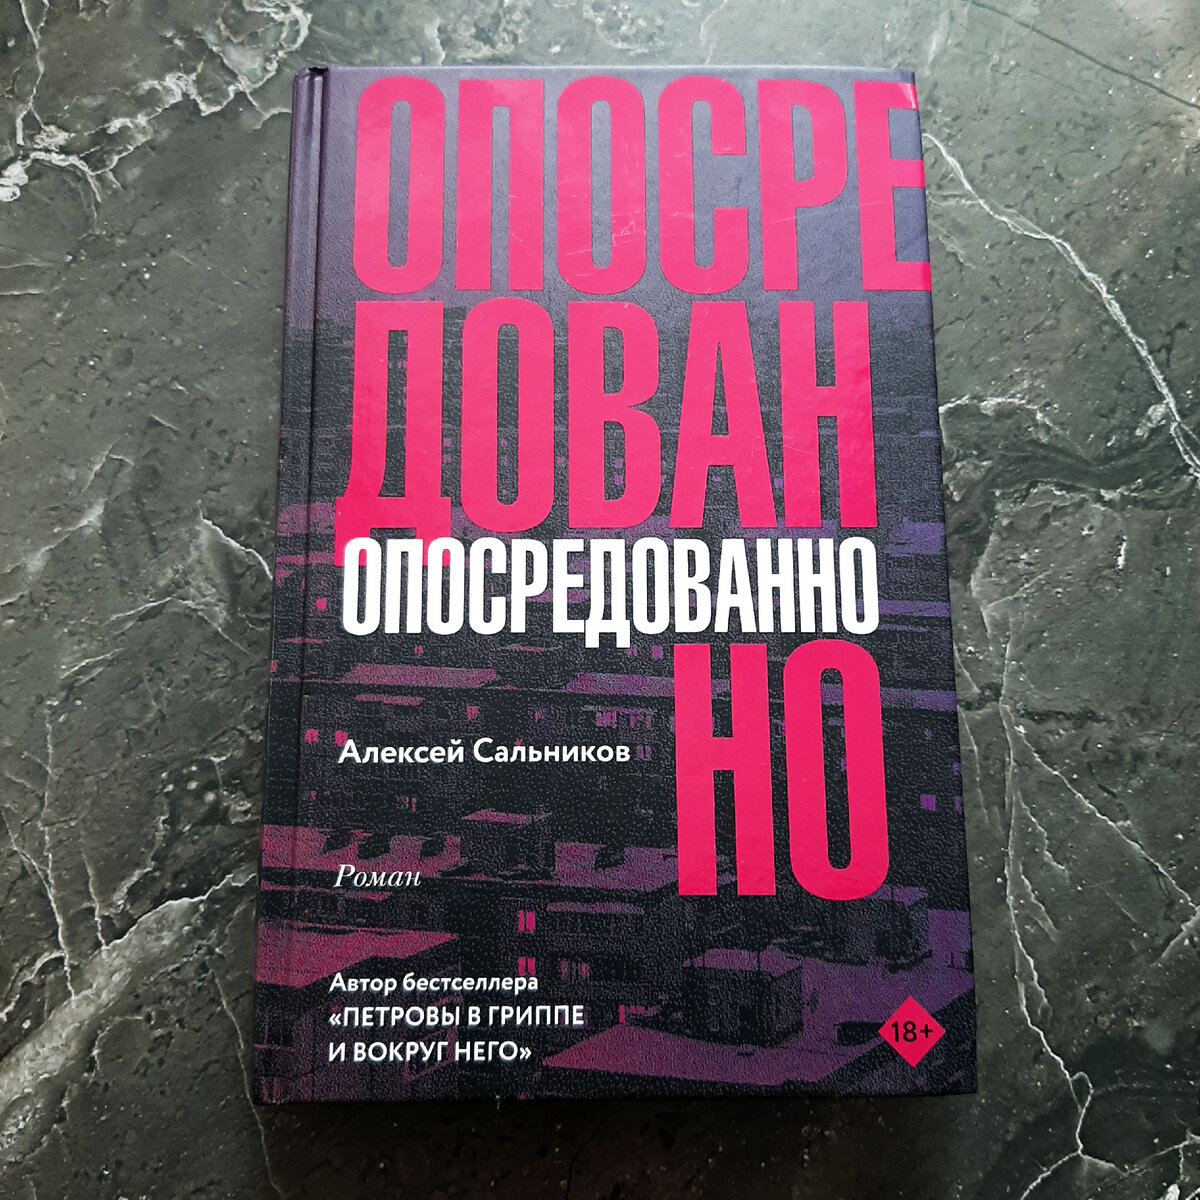 ОПОСРЕ
ДОВАН
ОПОСРЕДОВАННО
НО
Алексей Сальников
Роман
Автор бестселлера
«ПЕТРОВЫ В ГРИППЕ
И ВОКРУГ НЕГО»
18+